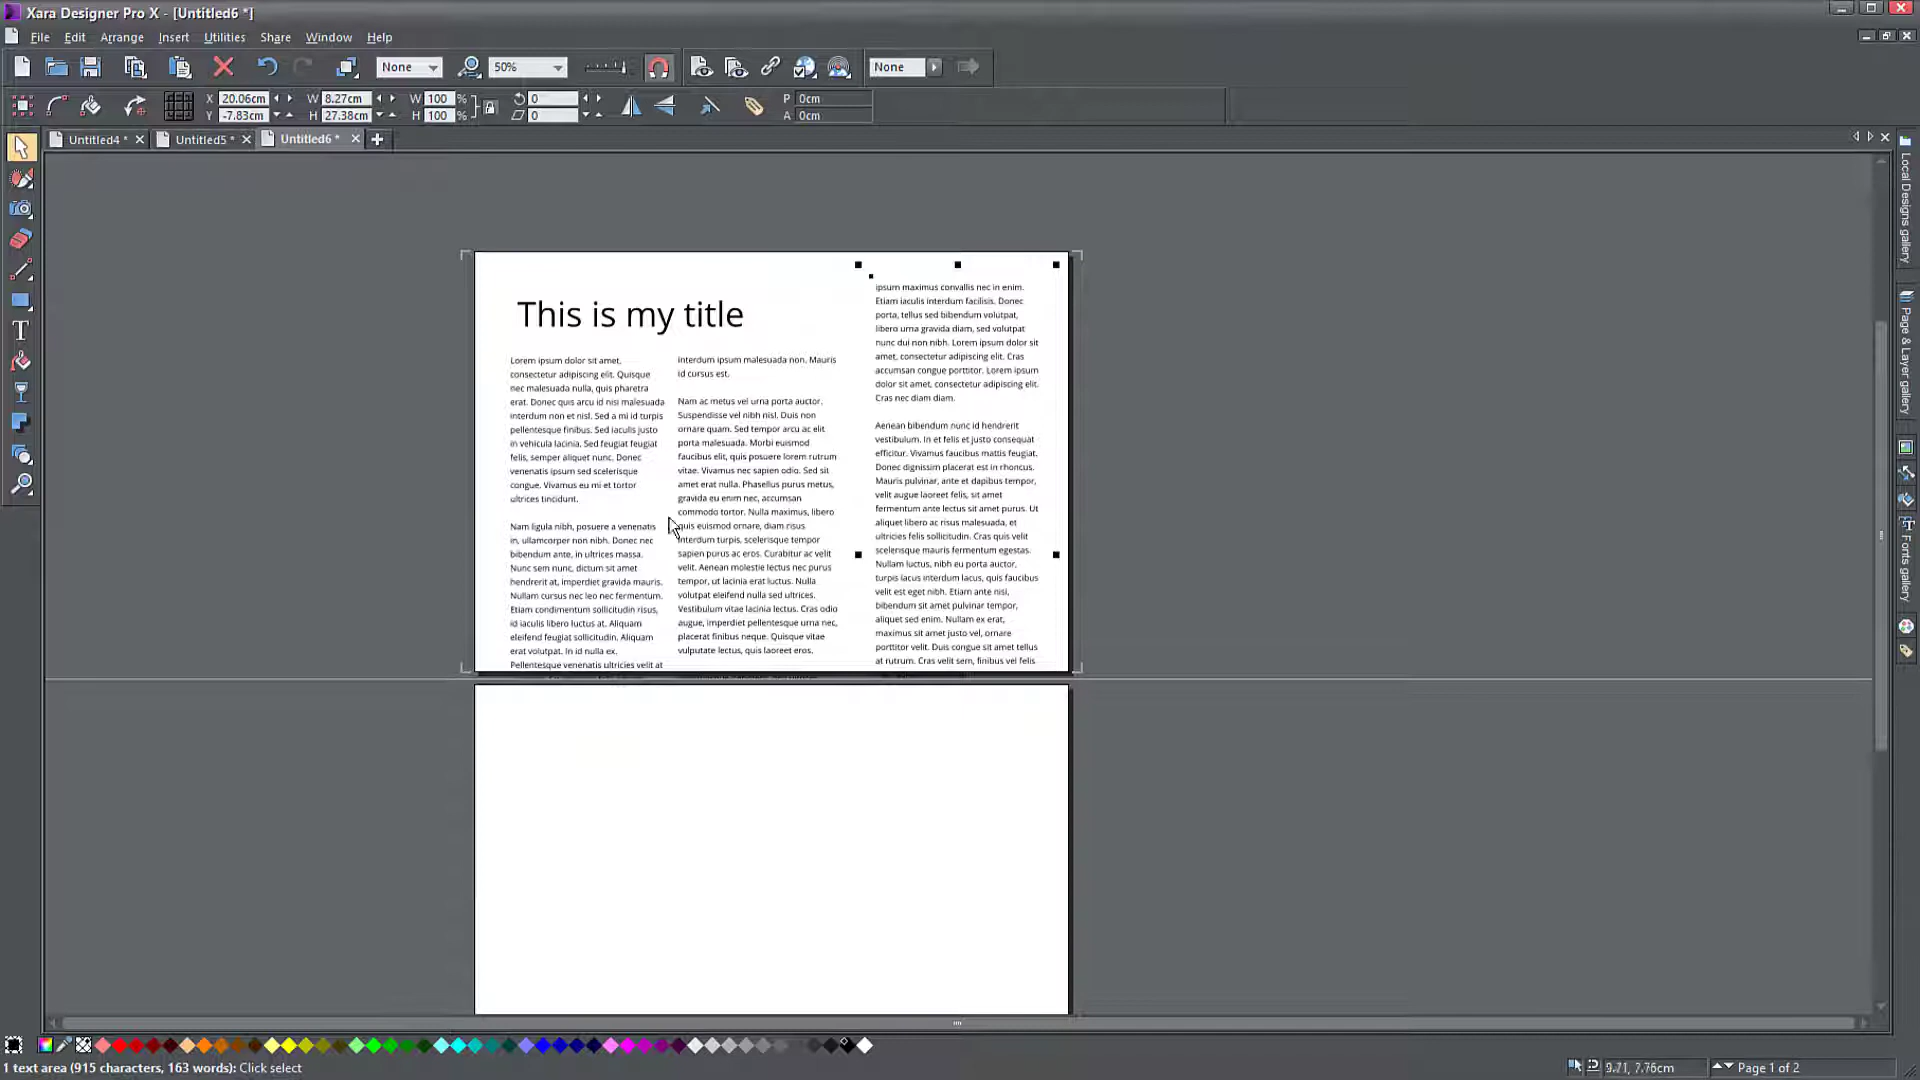 Xara Designer Pro X - [Untitled6 *]
File Edit Arrange Insert Utilities Share Window Help
None 50% None
X 20.06cm W 8.27cm W 100 % 0 P 0cm
Y -7.83cm H 27.38cm H 100 % 0 A 0cm
Untitled4 * Untitled5 * Untitled6 *
This is my title
Lorem ipsum dolor sit amet,
consectetur adipiscing elit. Quisque
nec malesuada nulla, quis pharetra
erat. Donec quis arcu id nisi malesuada
interdum non et nisl. Sed a mi id turpis
pellentesque finibus. Sed iaculis justo
in vehicula lacinia. Sed feugiat feugiat
felis, semper aliquet nunc. Donec
venenatis ipsum sed scelerisque
congue. Vivamus eu mi et tortor
ultrices tincidunt.
Nam ligula nibh, posuere a venenatis
in, ullamcorper non nibh. Donec nec
bibendum ante, in ultrices massa.
Nunc sem nunc, dictum sit amet
hendrerit at, imperdiet gravida mauris.
Nullam cursus nec leo nec fermentum.
Etiam condimentum sollicitudin risus,
id iaculis libero luctus at. Aliquam
eleifend feugiat sollicitudin. Aliquam
erat volutpat. In id nulla ex.
Pellentesque venenatis ultricies velit at
interdum ipsum malesuada non. Mauris
id cursus est.
Nam ac metus vel urna porta auctor.
Suspendisse vel nibh nisl. Duis non
ornare quam. Sed tempor arcu ac elit
porta malesuada. Morbi euismod
faucibus elit, quis posuere lorem rutrum
vitae. Vivamus nec sapien odio. Sed sit
amet erat nulla. Phasellus purus metus,
gravida eu enim nec, accumsan
commodo tortor. Nulla maximus, libero
quis euismod ornare, diam risus
interdum turpis, scelerisque tempor
sapien purus ac eros. Curabitur ac velit
velit. Aenean molestie lectus nec purus
tempor, ut lacinia erat luctus. Nulla
volutpat eleifend nulla sed ultrices.
Vestibulum vitae lacinia lectus. Cras odio
augue, imperdiet pellentesque urna nec,
placerat finibus neque. Quisque vitae
vulputate lectus, quis laoreet eros.
ipsum maximus convallis nec in enim.
Etiam iaculis interdum facilisis. Donec
porta, tellus sed bibendum volutpat,
libero urna gravida diam, sed volutpat
nunc dui non nibh. Lorem ipsum dolor sit
amet, consectetur adipiscing elit. Cras
accumsan congue porttitor. Lorem ipsum
dolor sit amet, consectetur adipiscing elit.
Cras nec diam diam.
Aenean bibendum nunc id hendrerit
vestibulum. In et felis et justo consequat
efficitur. Vivamus faucibus mattis feugiat.
Donec dignissim placerat est in rhoncus.
Mauris pulvinar, ante et dapibus tempor,
velit augue laoreet felis, sit amet
fermentum ante lectus sit amet purus. Ut
aliquet libero ac risus malesuada, et
ultricies felis sollicitudin. Cras quis velit
scelerisque mauris fermentum egestas.
Nullam luctus, nibh eu porta auctor,
turpis lacus interdum lacus, quis faucibus
velit est eget nibh. Etiam ante nisi,
bibendum sit amet pulvinar tempor,
aliquet sed enim. Nullam ex erat,
maximus sit amet justo vel, ornare
porttitor velit. Duis congue sit amet tellus
at rutrum. Cras velit sem, finibus vel felis
Local Designs gallery
Page & Layer gallery
Fonts gallery
1 text area (915 characters, 163 words): Click select
7.76cm Page 1 of 2